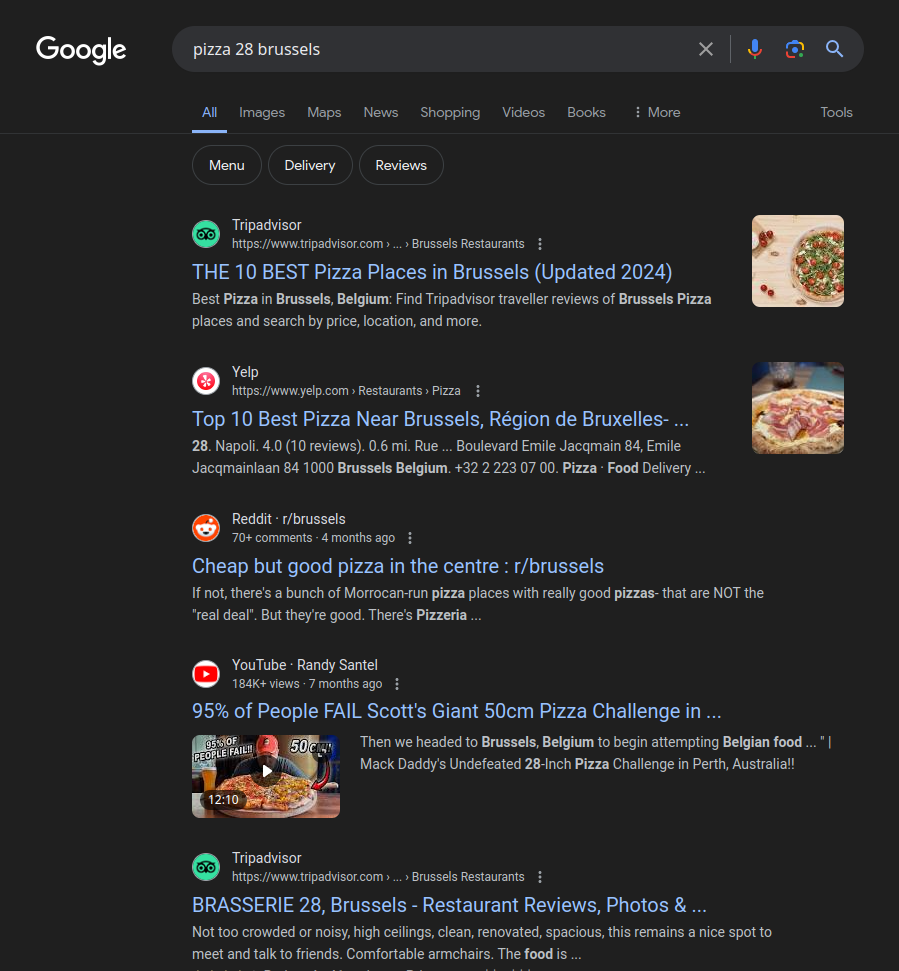 Google
pizza 28 brussels
All Images Maps News Shopping Videos Books More Tools
Menu Delivery Reviews
Tripadvisor
https://www.tripadvisor.com › ... › Brussels Restaurants
THE 10 BEST Pizza Places in Brussels (Updated 2024)
Best Pizza in Brussels, Belgium: Find Tripadvisor traveller reviews of Brussels Pizza
places and search by price, location, and more.
Yelp
https://www.yelp.com › Restaurants › Pizza
Top 10 Best Pizza Near Brussels, Région de Bruxelles- ...
28. Napoli. 4.0 (10 reviews). 0.6 mi. Rue ... Boulevard Emile Jacqmain 84, Emile
Jacqmainlaan 84 1000 Brussels Belgium. +32 2 223 07 00. Pizza · Food Delivery ...
Reddit · r/brussels
70+ comments · 4 months ago
Cheap but good pizza in the centre : r/brussels
If not, there's a bunch of Morrocan-run pizza places with really good pizzas- that are NOT the
"real deal". But they're good. There's Pizzeria ...
YouTube · Randy Santel
184K+ views · 7 months ago
95% of People FAIL Scott's Giant 50cm Pizza Challenge in ...
95% OF
PEOPLE FAIL!!
12:10
Then we headed to Brussels, Belgium to begin attempting Belgian food ... " |
Mack Daddy's Undefeated 28-Inch Pizza Challenge in Perth, Australia!!
Tripadvisor
https://www.tripadvisor.com › ... › Brussels Restaurants
BRASSERIE 28, Brussels - Restaurant Reviews, Photos & ...
Not too crowded or noisy, high ceilings, clean, renovated, spacious, this remains a nice spot to
meet and talk to friends. Comfortable armchairs. The food is ...